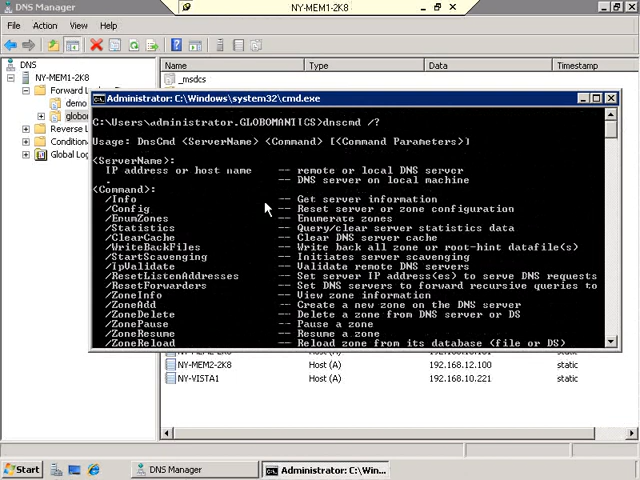 DNS Manager
NY-MEM1-2K8
File Action View Help
DNS
NY-MEM1-2K8
Forward L
demo
globo
Reverse L
Condition
Global Log
Name Type Data Timestamp
_msdcs
Administrator: C:\Windows\system32\cmd.exe
C:\Users\administrator.GLOBOMANTICS>dnscmd /?
Usage: DnsCmd <ServerName> <Command> [<Command Parameters>]
<ServerName>:
IP address or host name -- remote or local DNS server
. -- DNS server on local machine
<Command>:
/Info -- Get server information
/Config -- Reset server or zone configuration
/EnumZones -- Enumerate zones
/Statistics -- Query/clear server statistics data
/ClearCache -- Clear DNS server cache
/WriteBackFiles -- Write back all zone or root-hint datafile(s)
/StartScavenging -- Initiates server scavenging
/IpValidate -- Validate remote DNS servers
/ResetListenAddresses -- Set server IP address(es) to serve DNS requests
/ResetForwarders -- Set DNS servers to forward recursive queries to
/ZoneInfo -- View zone information
/ZoneAdd -- Create a new zone on the DNS server
/ZoneDelete -- Delete a zone from DNS server or DS
/ZonePause -- Pause a zone
/ZoneResume -- Resume a zone
/ZoneReload -- Reload zone from its database (file or DS)
NY-MEM2-2K8 Host (A) 192.168.12.100 static
NY-VISTA1 Host (A) 192.168.10.221 static
Start DNS Manager Administrator: C:\Win...